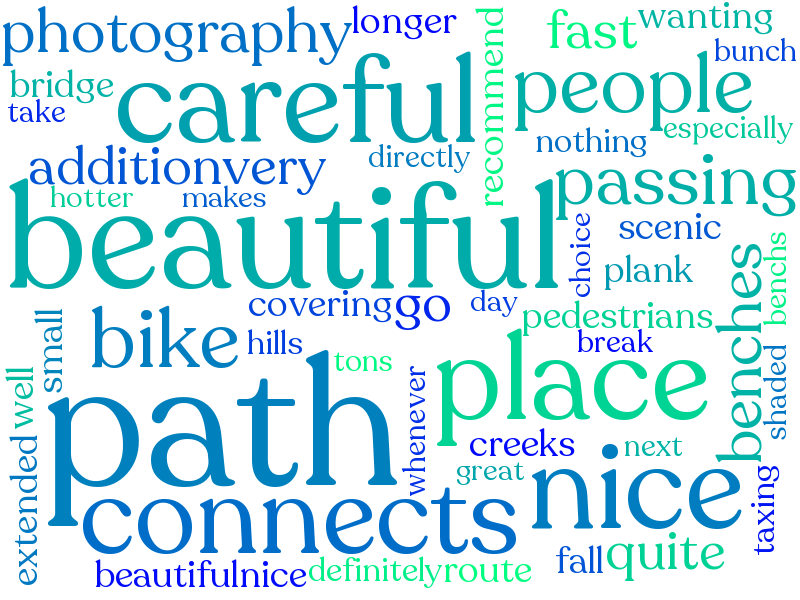 photography
longer
fast
wanting
bunch
bridge
take
careful
recommend
people
especially
nothing
additionvery
directly
passing
hotter
makes
beautiful
choice
scenic
plank
benches
benchs
covering
go
day
pedestrians
small
bike
hills
break
tons
place
shaded
well
path
whenever
creeks
next
great
nice
extended
connects
taxing
beautifulnice
definitelyroute
fall
quite